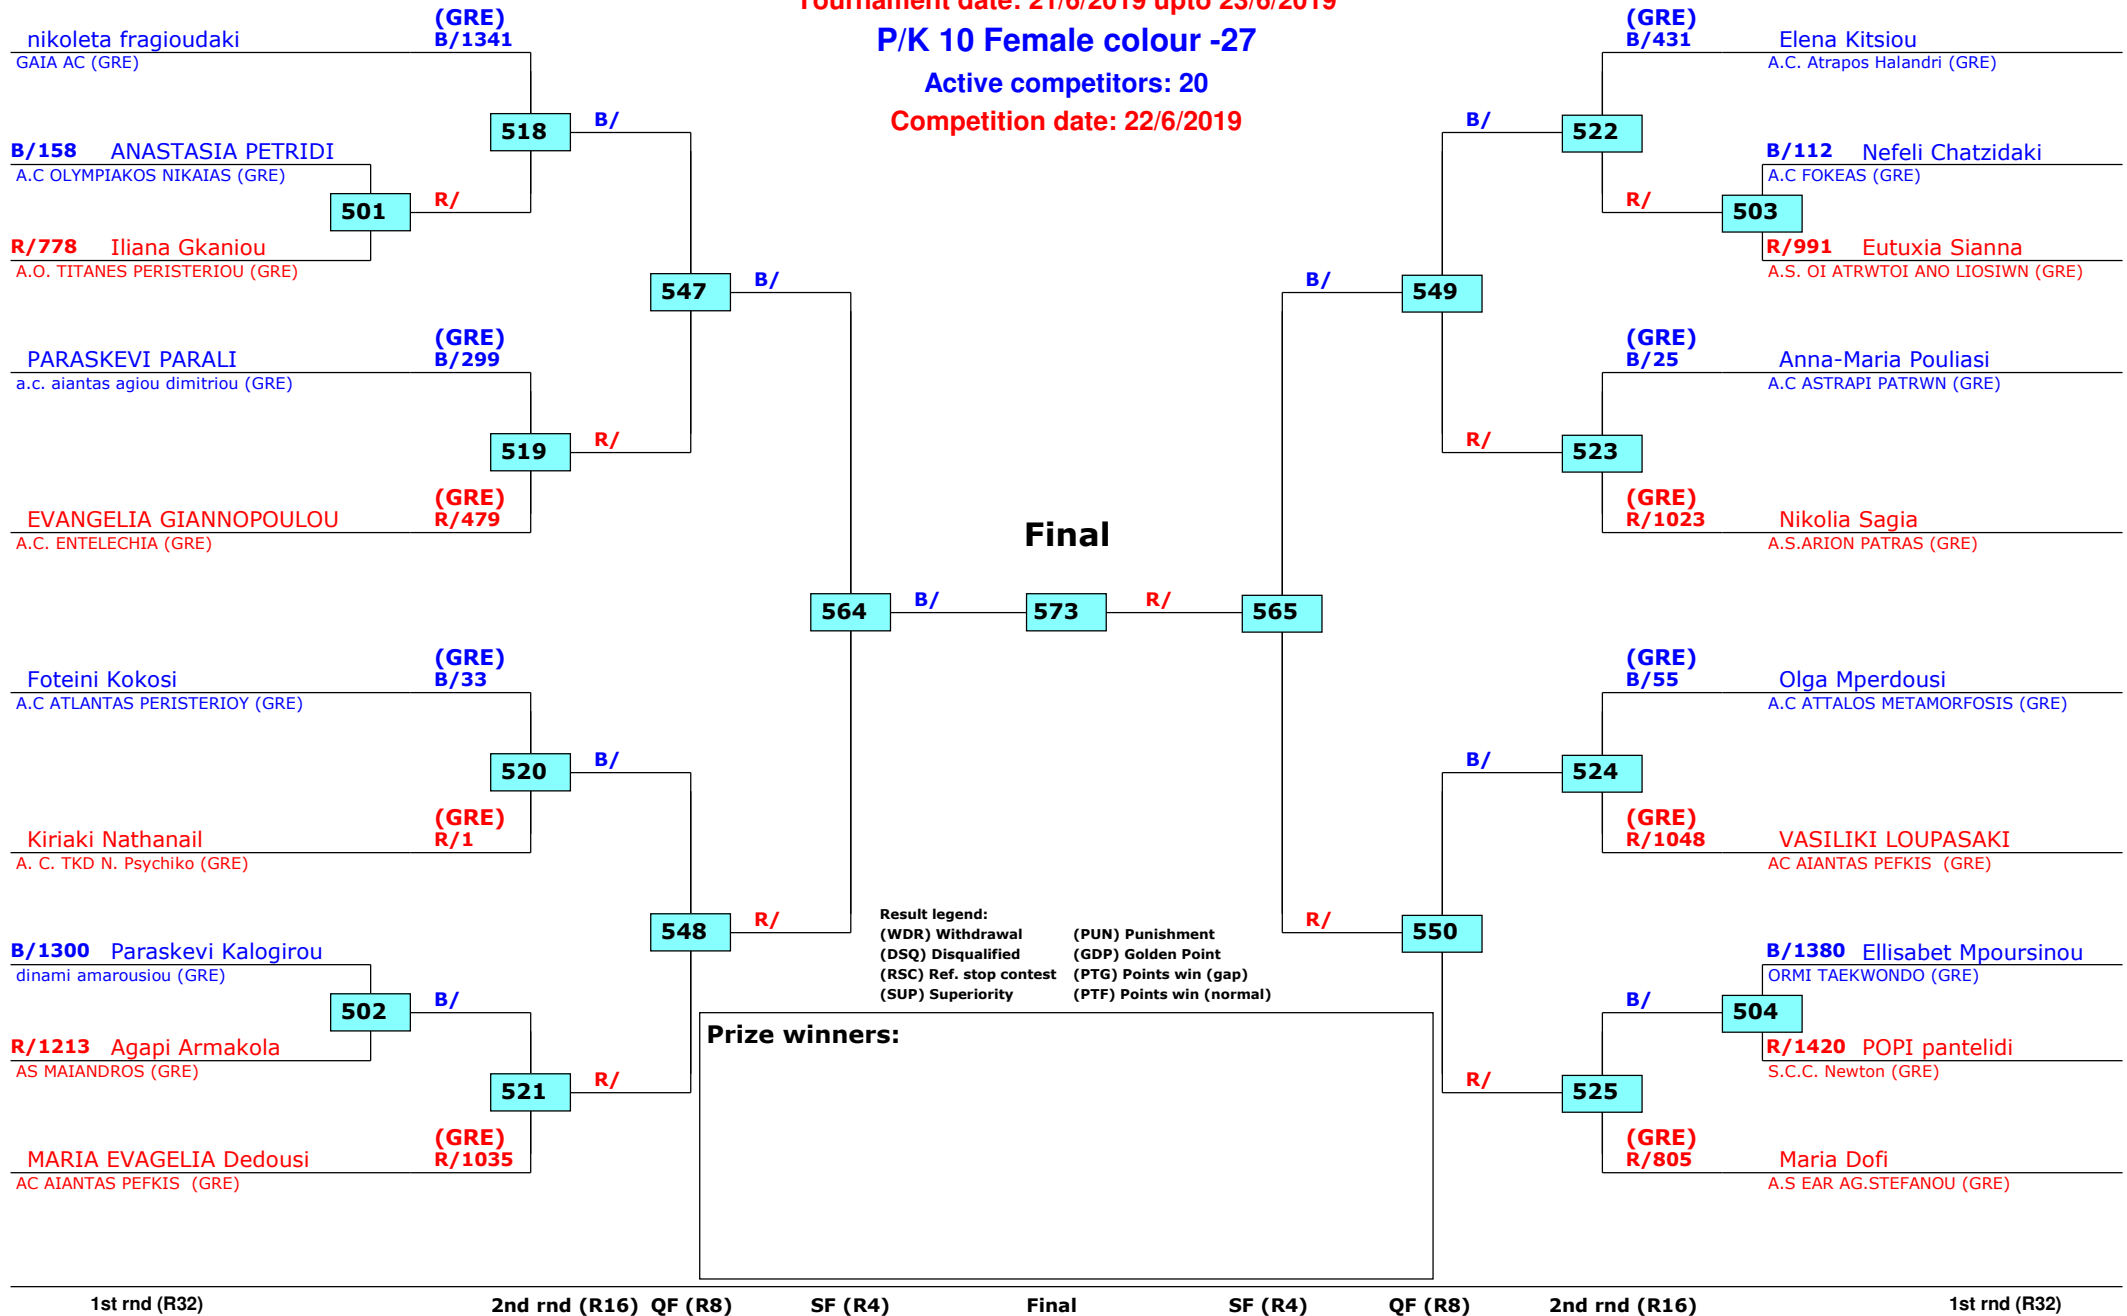 Tournament date: 21/6/2019 upto 23/6/2019
P/K 10 Female colour -27
Active competitors: 20
Competition date: 22/6/2019
nikoleta fragioudaki
(GRE)
B/1341
GAIA AC (GRE)
518
B/
B/158 ANASTASIA PETRIDI
A.C OLYMPIAKOS NIKAIAS (GRE)
501
R/
R/778 Iliana Gkaniou
A.O. TITANES PERISTERIOU (GRE)
547
B/
PARASKEVI PARALI
(GRE)
B/299
a.c. aiantas agiou dimitriou (GRE)
519
R/
EVANGELIA GIANNOPOULOU
(GRE)
R/479
A.C. ENTELECHIA (GRE)
564
B/
Foteini Kokosi
(GRE)
B/33
A.C ATLANTAS PERISTERIOY (GRE)
520
B/
Kiriaki Nathanail
(GRE)
R/1
A. C. TKD N. Psychiko (GRE)
548
R/
B/1300 Paraskevi Kalogirou
dinami amarousiou (GRE)
502
B/
R/1213 Agapi Armakola
AS MAIANDROS (GRE)
521
R/
MARIA EVAGELIA Dedousi
(GRE)
R/1035
AC AIANTAS PEFKIS (GRE)
Final
573
R/
565
(GRE)
B/431
Elena Kitsiou
A.C. Atrapos Halandri (GRE)
B/
522
B/112 Nefeli Chatzidaki
A.C FOKEAS (GRE)
R/
503
R/991 Eutuxia Sianna
A.S. OI ATRWTOI ANO LIOSIWN (GRE)
B/
549
(GRE)
B/25
Anna-Maria Pouliasi
A.C ASTRAPI PATRWN (GRE)
R/
523
(GRE)
R/1023
Nikolia Sagia
A.S.ARION PATRAS (GRE)
(GRE)
B/55
Olga Mperdousi
A.C ATTALOS METAMORFOSIS (GRE)
B/
524
(GRE)
R/1048
VASILIKI LOUPASAKI
AC AIANTAS PEFKIS (GRE)
R/
550
B/1380 Ellisabet Mpoursinou
ORMI TAEKWONDO (GRE)
B/
504
R/1420 POPI pantelidi
S.C.C. Newton (GRE)
R/
525
(GRE)
R/805
Maria Dofi
A.S EAR AG.STEFANOU (GRE)
Result legend:
(WDR) Withdrawal (PUN) Punishment
(DSQ) Disqualified (GDP) Golden Point
(RSC) Ref. stop contest (PTG) Points win (gap)
(SUP) Superiority (PTF) Points win (normal)
Prize winners:
1st rnd (R32) 2nd rnd (R16) QF (R8) SF (R4) Final SF (R4) QF (R8) 2nd rnd (R16) 1st rnd (R32)